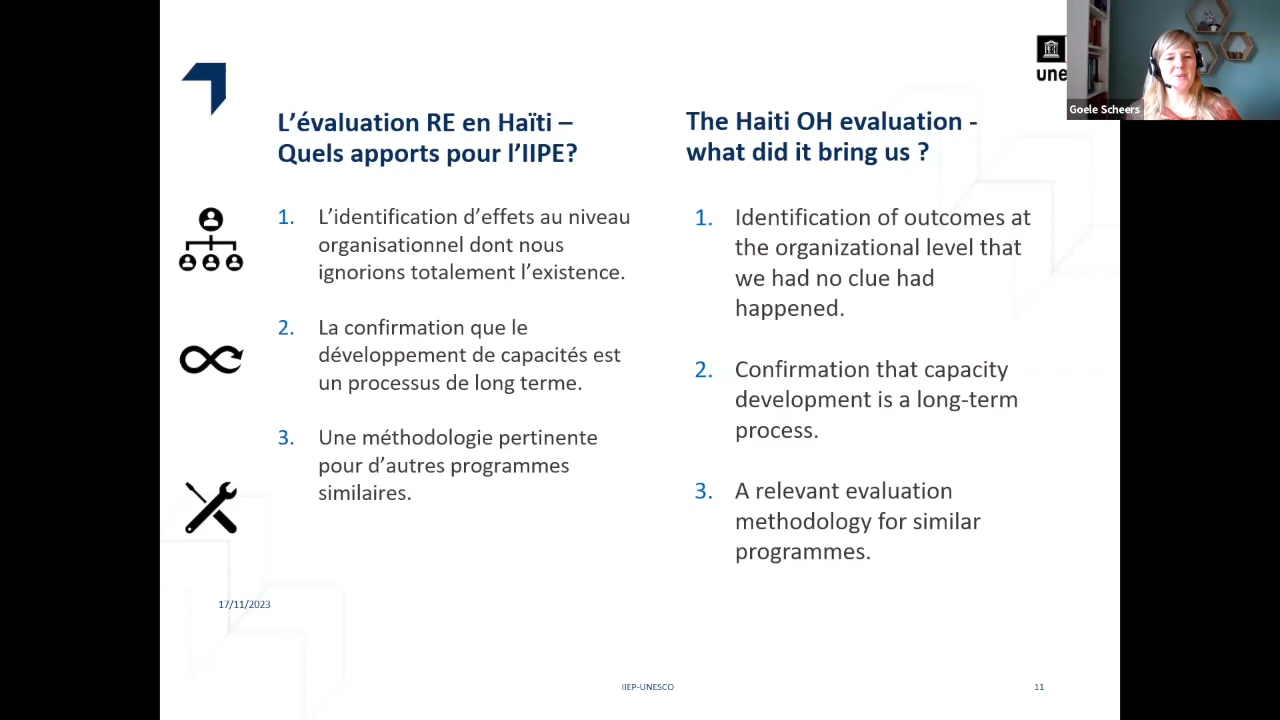 L'évaluation RE en Haïti –
Quels apports pour l'IIPE?
1. L'identification d'effets au niveau
organisationnel dont nous
ignorions totalement l'existence.
2. La confirmation que le
développement de capacités est
un processus de long terme.
3. Une méthodologie pertinente
pour d'autres programmes
similaires.
The Haiti OH evaluation -
what did it bring us ?
1. Identification of outcomes at
the organizational level that
we had no clue had
happened.
2. Confirmation that capacity
development is a long-term
process.
3. A relevant evaluation
methodology for similar
programmes.
une
Goele Scheers
17/11/2023
IIEP-UNESCO
11